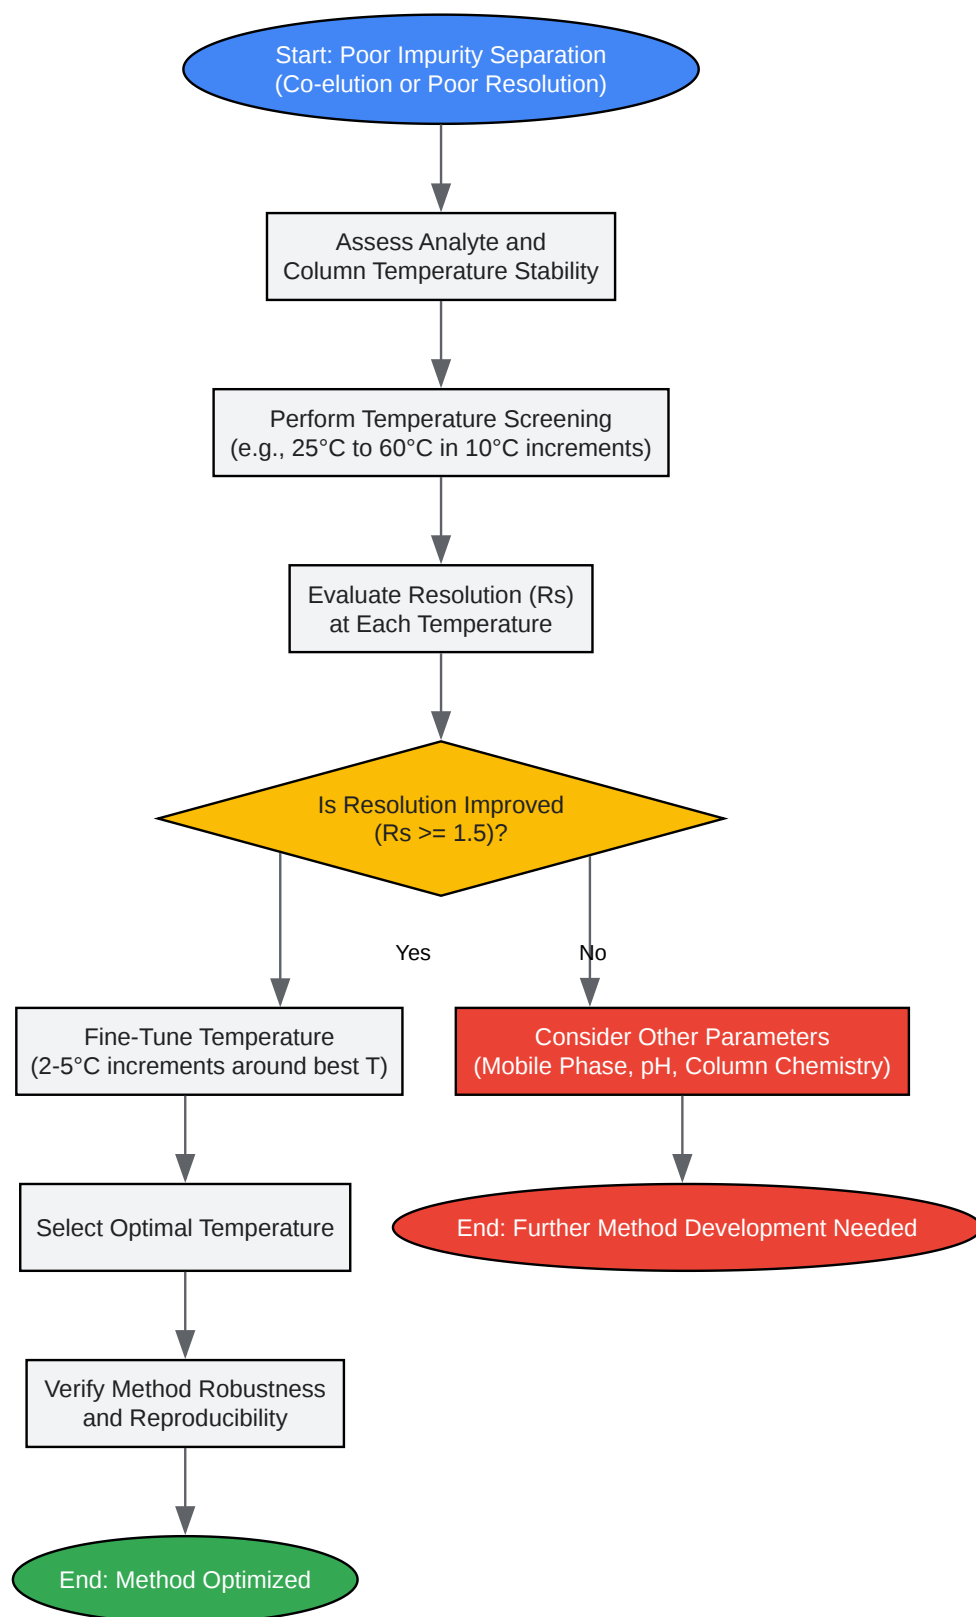 Start: Poor Impurity Separation
(Co-elution or Poor Resolution)
Assess Analyte and
Column Temperature Stability
Perform Temperature Screening
(e.g., 25°C to 60°C in 10°C increments)
Evaluate Resolution (Rs)
at Each Temperature
Is Resolution Improved
(Rs >= 1.5)?
Yes
No
Fine-Tune Temperature
(2-5°C increments around best T)
Consider Other Parameters
(Mobile Phase, pH, Column Chemistry)
Select Optimal Temperature
End: Further Method Development Needed
Verify Method Robustness
and Reproducibility
End: Method Optimized